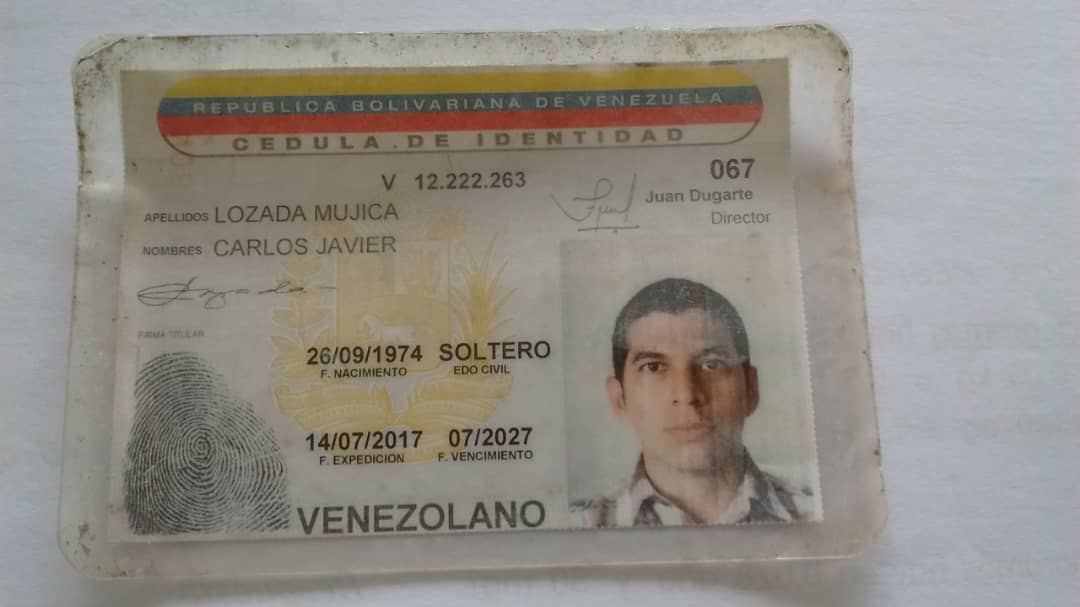 REPUBLICA BOLIVARIANA DE VENEZUELA
CEDULA.DE IDENTIDAD
V 12.222.263
067
Juan Dugarte
Director
APELLIDOS LOZADA MUJICA
NOMBRES CARLOS JAVIER
Lozada
FIRMA TITULAR
26/09/1974 SOLTERO
F. NACIMIENTO EDO CIVIL
14/07/2017 07/2027
F. EXPEDICION F. VENCIMIENTO
VENEZOLANO